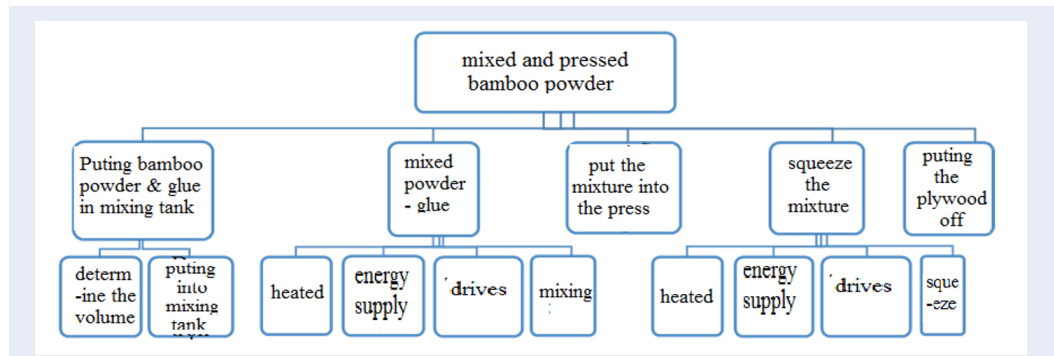 mixed and pressed
bamboo powder
Puting bamboo
powder & glue
in mixing tank
mixed
powder
- glue
put the
mixture into
the press
squeeze
the
mixture
puting
the
plywood
off
determ
-ine the
volume
puting
into
mixing
tank
heated
energy
supply
drives
mixing
heated
energy
supply
drives
sque
-eze